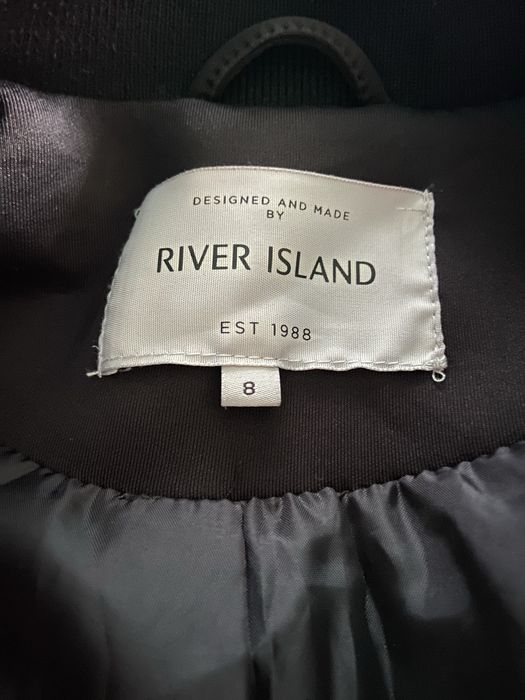 DESIGNED AND MADE
BY
RIVER ISLAND
EST 1988
8